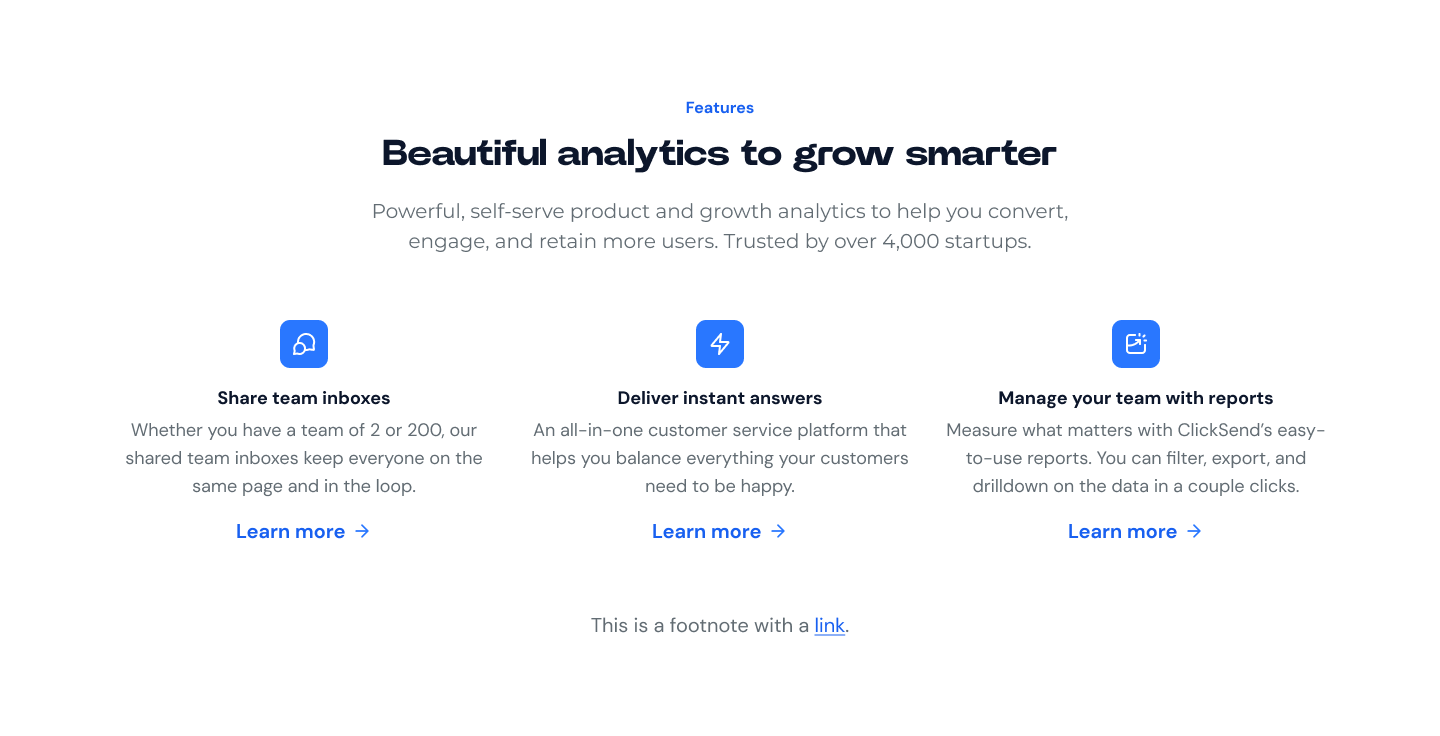 Features
Beautiful analytics to grow smarter
Powerful, self-serve product and growth analytics to help you convert,
engage, and retain more users. Trusted by over 4,000 startups.
Share team inboxes
Whether you have a team of 2 or 200, our
shared team inboxes keep everyone on the
same page and in the loop.
Learn more →
Deliver instant answers
An all-in-one customer service platform that
helps you balance everything your customers
need to be happy.
Learn more →
Manage your team with reports
Measure what matters with ClickSend’s easy-
to-use reports. You can filter, export, and
drilldown on the data in a couple clicks.
Learn more →
This is a footnote with a link.